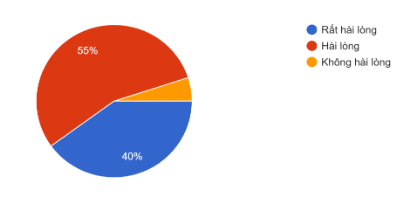 55%
40%
Rất hài lòng
Hài lòng
Không hài lòng